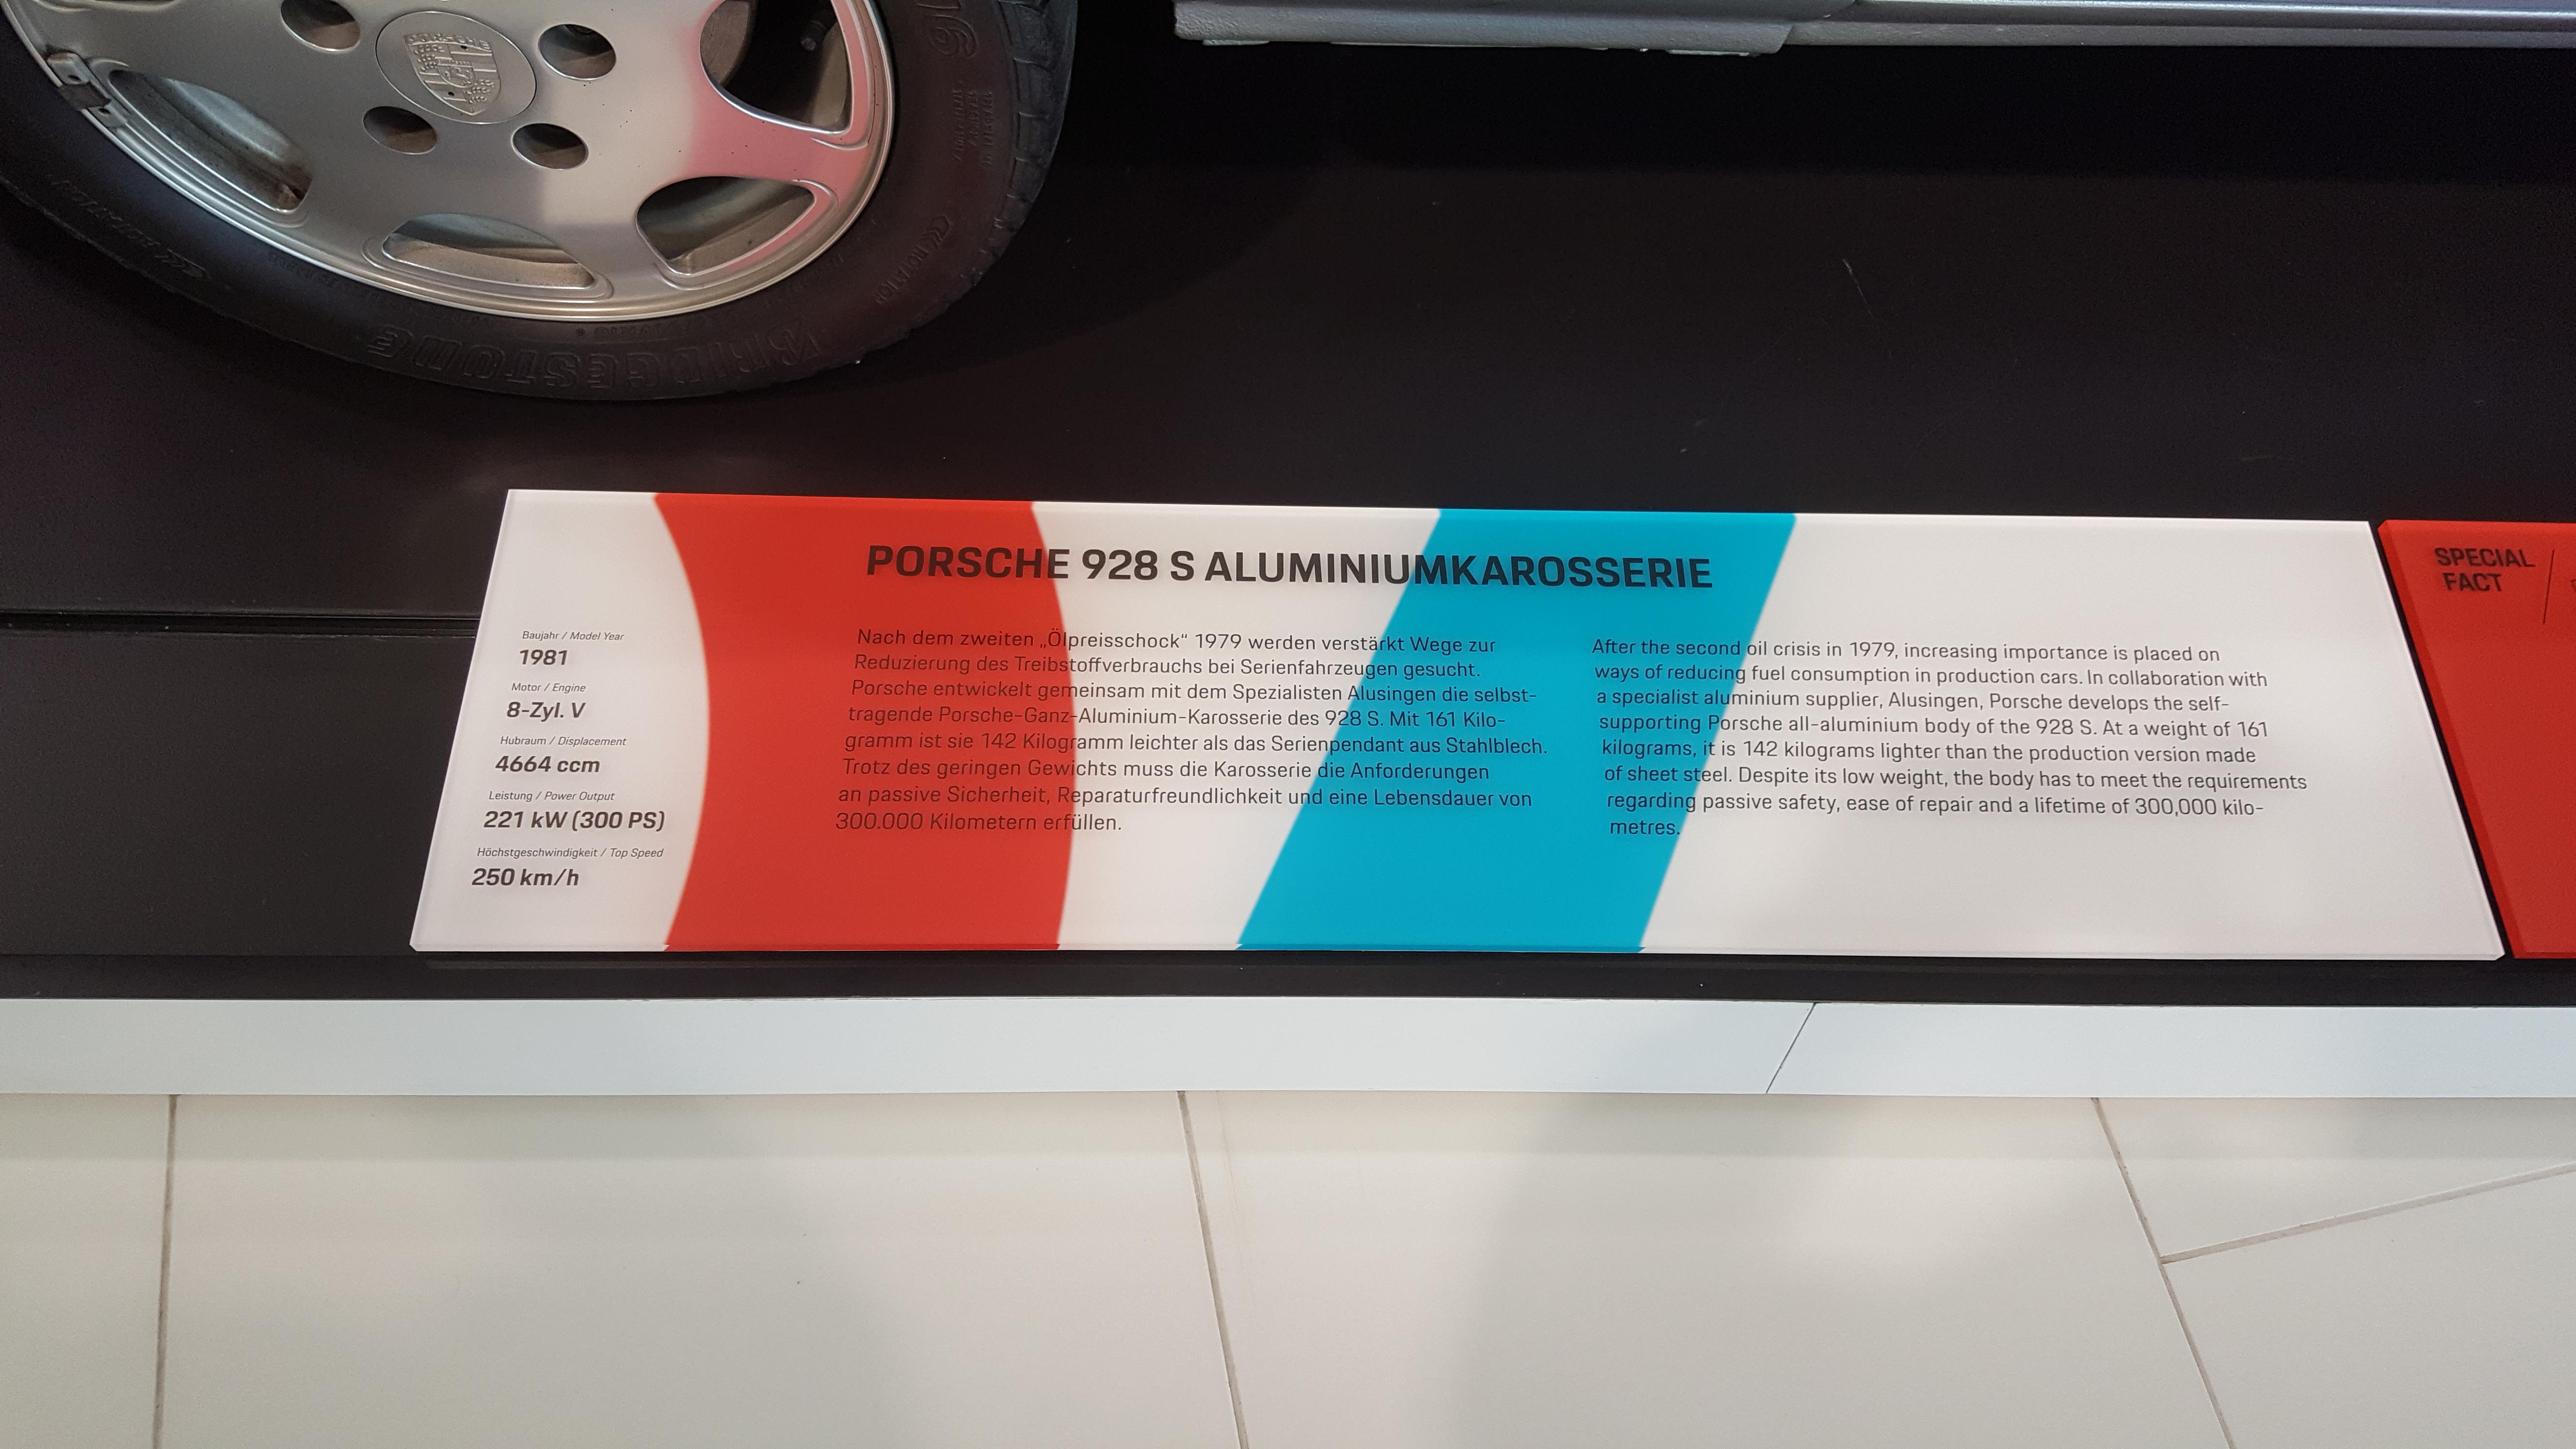 PORSCHE
BRIDGESTONE
PORSCHE 928 S ALUMINIUMKAROSSERIE
Baujahr / Model Year
1981
Motor / Engine
8-Zyl. V
Hubraum / Displacement
4664 ccm
Leistung / Power Output
221 kW (300 PS)
Höchstgeschwindigkeit / Top Speed
250 km/h
Nach dem zweiten „Ölpreisschock“ 1979 werden verstärkt Wege zur
Reduzierung des Treibstoffverbrauchs bei Serienfahrzeugen gesucht.
Porsche entwickelt gemeinsam mit dem Spezialisten Alusingen die selbst-
tragende Porsche-Ganz-Aluminium-Karosserie des 928 S. Mit 161 Kilo-
gramm ist sie 142 Kilogramm leichter als das Serienpendant aus Stahlblech.
Trotz des geringen Gewichts muss die Karosserie die Anforderungen
an passive Sicherheit, Reparaturfreundlichkeit und eine Lebensdauer von
300.000 Kilometern erfüllen.
After the second oil crisis in 1979, increasing importance is placed on
ways of reducing fuel consumption in production cars. In collaboration with
a specialist aluminium supplier, Alusingen, Porsche develops the self-
supporting Porsche all-aluminium body of the 928 S. At a weight of 161
kilograms, it is 142 kilograms lighter than the production version made
of sheet steel. Despite its low weight, the body has to meet the requirements
regarding passive safety, ease of repair and a lifetime of 300,000 kilo-
metres.
SPECIAL
FACT